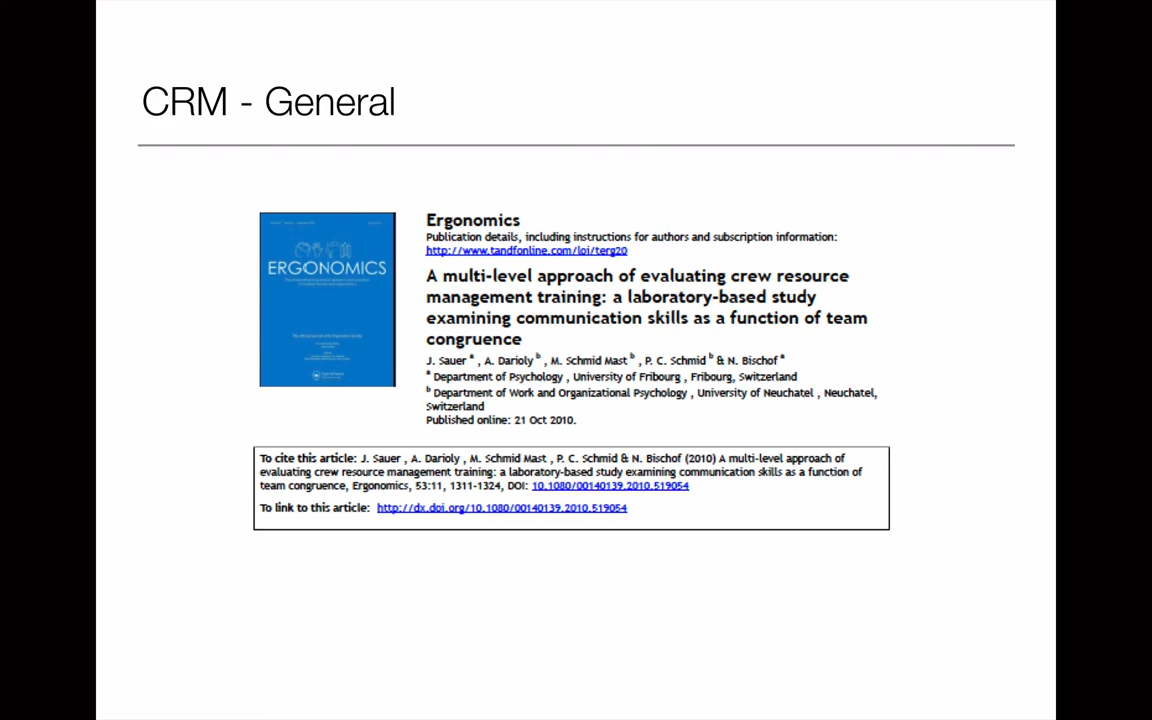 CRM - General
ERGONOMICS
Ergonomics
Publication details, including instructions for authors and subscription information:
http://www.tandfonline.com/loi/terg20
A multi-level approach of evaluating crew resource
management training: a laboratory-based study
examining communication skills as a function of team
congruence
J. Sauer a , A. Darioly b , M. Schmid Mast b , P. C. Schmid b & N. Bischof a
a Department of Psychology , University of Fribourg , Fribourg, Switzerland
b Department of Work and Organizational Psychology , University of Neuchatel , Neuchatel,
Switzerland
Published online: 21 Oct 2010.
To cite this article: J. Sauer , A. Darioly , M. Schmid Mast , P. C. Schmid & N. Bischof (2010) A multi-level approach of
evaluating crew resource management training: a laboratory-based study examining communication skills as a function of
team congruence, Ergonomics, 53:11, 1311-1324, DOI: 10.1080/00140139.2010.519054
To link to this article: http://dx.doi.org/10.1080/00140139.2010.519054